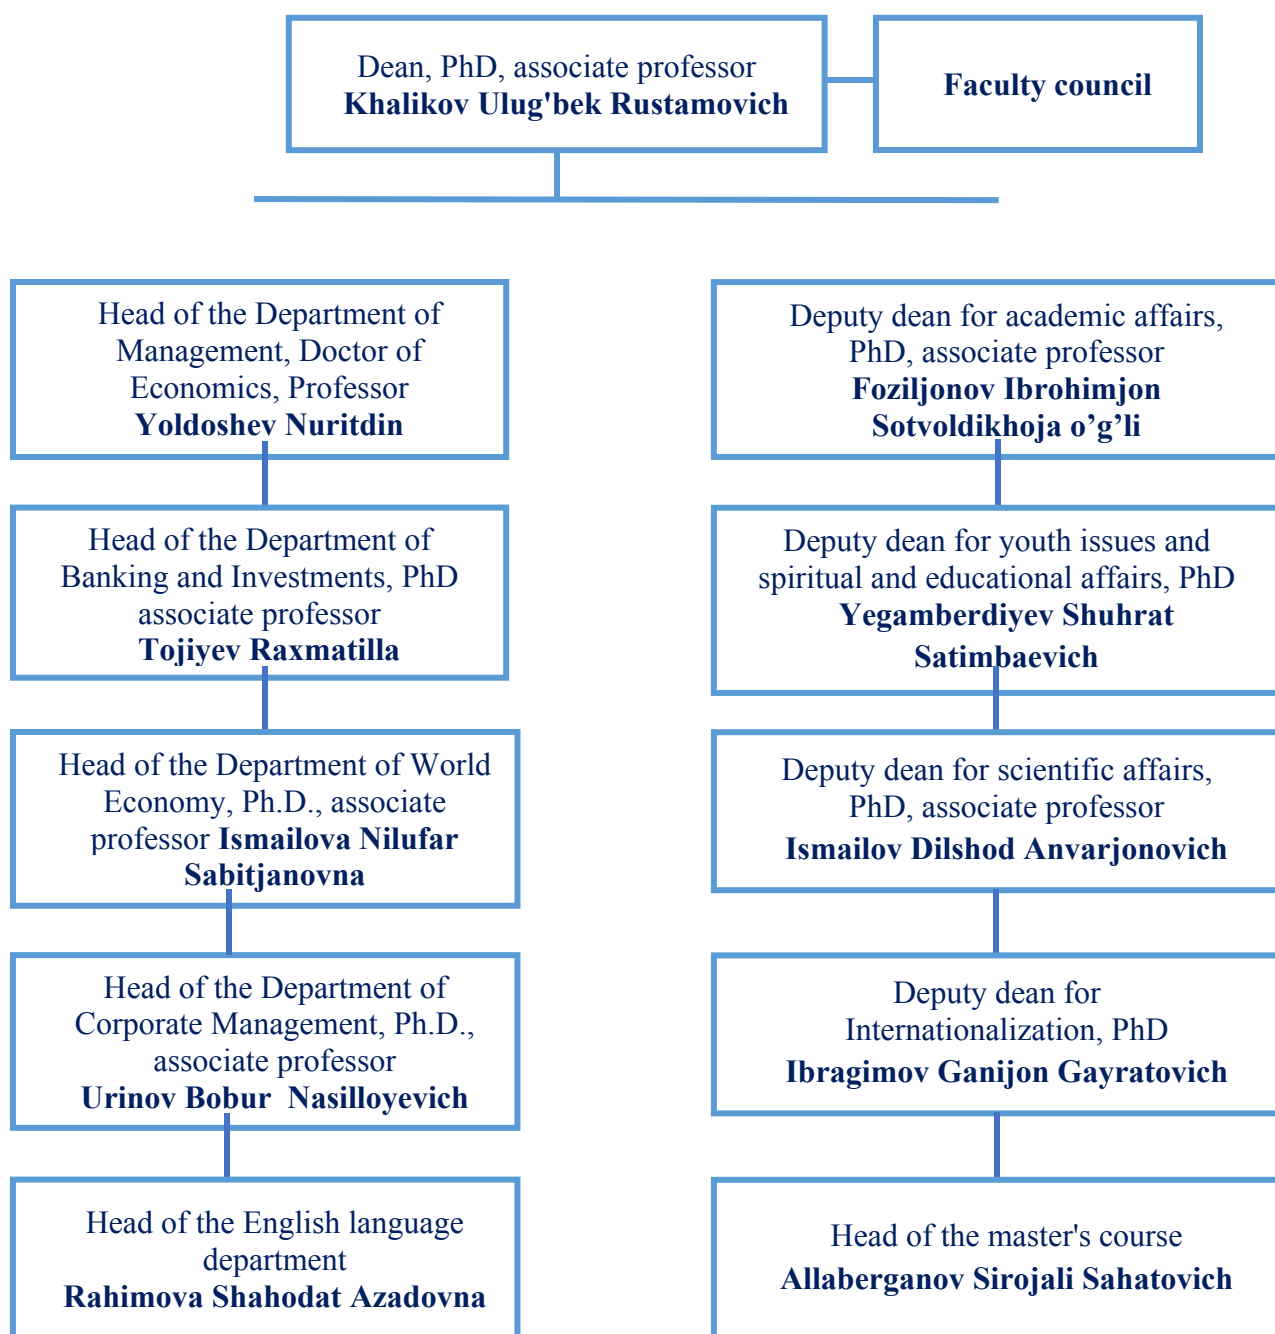 Dean, PhD, associate professor
Khalikov Ulug'bek Rustamovich
Faculty council
Head of the Department of
Management, Doctor of
Economics, Professor
Yoldoshev Nuritdin
Head of the Department of
Banking and Investments, PhD
associate professor
Tojiyev Raxmatilla
Head of the Department of World
Economy, Ph.D., associate
professor Ismailova Nilufar
Sabitjanovna
Head of the Department of
Corporate Management, Ph.D.,
associate professor
Urinov Bobur  Nasilloyevich
Head of the English language
department
Rahimova Shahodat Azadovna
Deputy dean for academic affairs,
PhD, associate professor
Foziljonov Ibrohimjon
Sotvoldikhoja o’g’li
Deputy dean for youth issues and
spiritual and educational affairs, PhD
Yegamberdiyev Shuhrat
Satimbaevich
Deputy dean for scientific affairs,
PhD, associate professor
Ismailov Dilshod Anvarjonovich
Deputy dean for
Internationalization, PhD
Ibragimov Ganijon Gayratovich
Head of the master's course
Allaberganov Sirojali Sahatovich